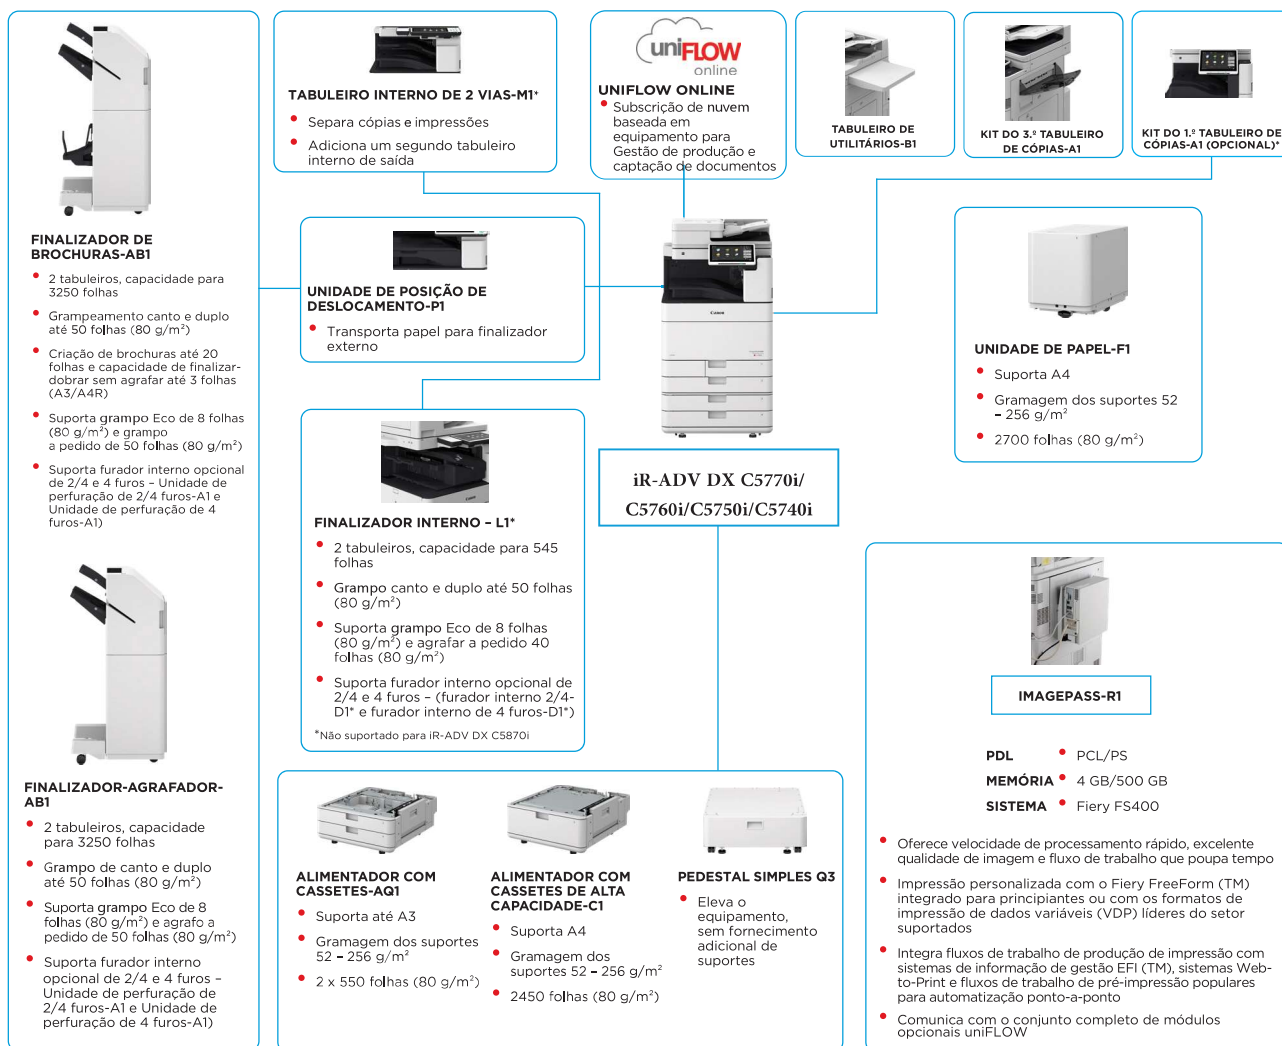 FINALIZADOR DE
BROCHURAS-AB1
2 tabuleiros, capacidade para
3250 folhas
Grampeamento canto e duplo
até 50 folhas (80 g/m²)
Criação de brochuras até 20
folhas e capacidade de finalizar-
dobrar sem agrafar até 3 folhas
(A3/A4R)
Suporta grampo Eco de 8 folhas
(80 g/m²) e grampo
a pedido de 50 folhas (80 g/m²)
Suporta furador interno opcional
de 2/4 e 4 furos – Unidade de
perfuração de 2/4 furos-A1 e
Unidade de perfuração de 4
furos-A1)
FINALIZADOR-AGRAFADOR-
AB1
2 tabuleiros, capacidade
para 3250 folhas
Grampo de canto e duplo
até 50 folhas (80 g/m²)
Suporta grampo Eco de 8
folhas (80 g/m²) e agrafo a
pedido de 50 folhas (80 g/m²)
Suporta furador interno
opcional de 2/4 e 4 furos –
Unidade de perfuração de
2/4 furos-A1 e Unidade de
perfuração de 4 furos-A1)
TABULEIRO INTERNO DE 2 VIAS-M1*
Separa cópias e impressões
Adiciona um segundo tabuleiro
interno de saída
uniFLOW
online
UNIFLOW ONLINE
Subscrição de nuvem
baseada em
equipamento para
Gestão de produção e
captação de documentos
TABULEIRO DE
UTILITÁRIOS-B1
KIT DO 3.º TABULEIRO
DE CÓPIAS-A1
KIT DO 1.º TABULEIRO DE
CÓPIAS-A1 (OPCIONAL)*
UNIDADE DE POSIÇÃO DE
DESLOCAMENTO-P1
Transporta papel para finalizador
externo
Canon
UNIDADE DE PAPEL-F1
Suporta A4
Gramagem dos suportes 52
– 256 g/m²
2700 folhas (80 g/m²)
iR-ADV DX C5770i/
C5760i/C5750i/C5740i
FINALIZADOR INTERNO – L1*
2 tabuleiros, capacidade para 545
folhas
Grampo canto e duplo até 50 folhas
(80 g/m²)
Suporta grampo Eco de 8 folhas
(80 g/m²) e agrafar a pedido 40
folhas (80 g/m²)
Suporta furador interno opcional de
2/4 e 4 furos – (furador interno 2/4-
D1* e furador interno de 4 furos-D1*)
*Não suportado para iR-ADV DX C5870i
ALIMENTADOR COM
CASSETES-AQ1
Suporta até A3
Gramagem dos suportes
52 – 256 g/m²
2 x 550 folhas (80 g/m²)
ALIMENTADOR COM
CASSETES DE ALTA
CAPACIDADE-C1
Suporta A4
Gramagem dos
suportes 52 – 256 g/m²
2450 folhas (80 g/m²)
PEDESTAL SIMPLES Q3
Eleva o
equipamento,
sem fornecimento
adicional de
suportes
IMAGEPASS-R1
PDL PCL/PS
MEMÓRIA 4 GB/500 GB
SISTEMA Fiery FS400
Oferece velocidade de processamento rápido, excelente
qualidade de imagem e fluxo de trabalho que poupa tempo
Impressão personalizada com o Fiery FreeForm (TM)
integrado para principiantes ou com os formatos de
impressão de dados variáveis (VDP) líderes do setor
suportados
Integra fluxos de trabalho de produção de impressão com
sistemas de informação de gestão EFI (TM), sistemas Web-
to-Print e fluxos de trabalho de pré-impressão populares
para automatização ponto-a-ponto
Comunica com o conjunto completo de módulos
opcionais uniFLOW